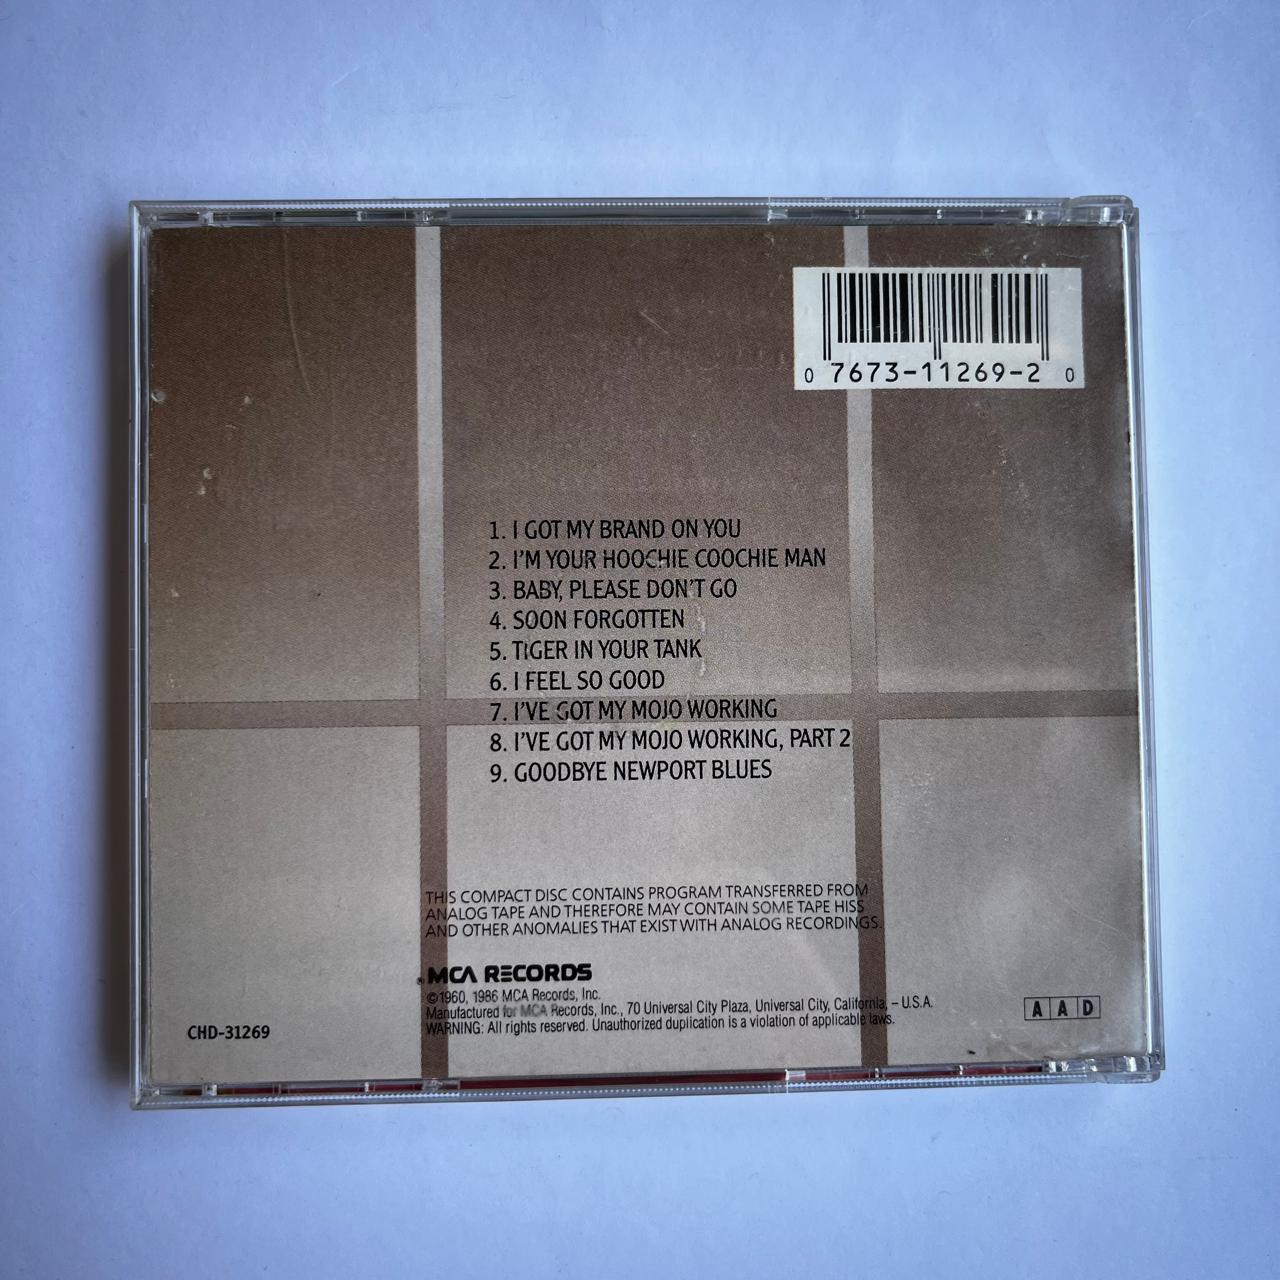 0 7673-11269-2 0
1. I GOT MY BRAND ON YOU
2. I'M YOUR HOOCHIE COOCHIE MAN
3. BABY, PLEASE DON'T GO
4. SOON FORGOTTEN
5. TIGER IN YOUR TANK
6. I FEEL SO GOOD
7. I'VE GOT MY MOJO WORKING
8. I'VE GOT MY MOJO WORKING, PART 2
9. GOODBYE NEWPORT BLUES
THIS COMPACT DISC CONTAINS PROGRAM TRANSFERRED FROM
ANALOG TAPE AND THEREFORE MAY CONTAIN SOME TAPE HISS
AND OTHER ANOMALIES THAT EXIST WITH ANALOG RECORDINGS.
MCA RECORDS
©1960, 1986 MCA Records, Inc.
Manufactured for MCA Records, Inc., 70 Universal City Plaza, Universal City, California, – U.S.A.
WARNING: All rights reserved. Unauthorized duplication is a violation of applicable laws.
CHD-31269
A A D